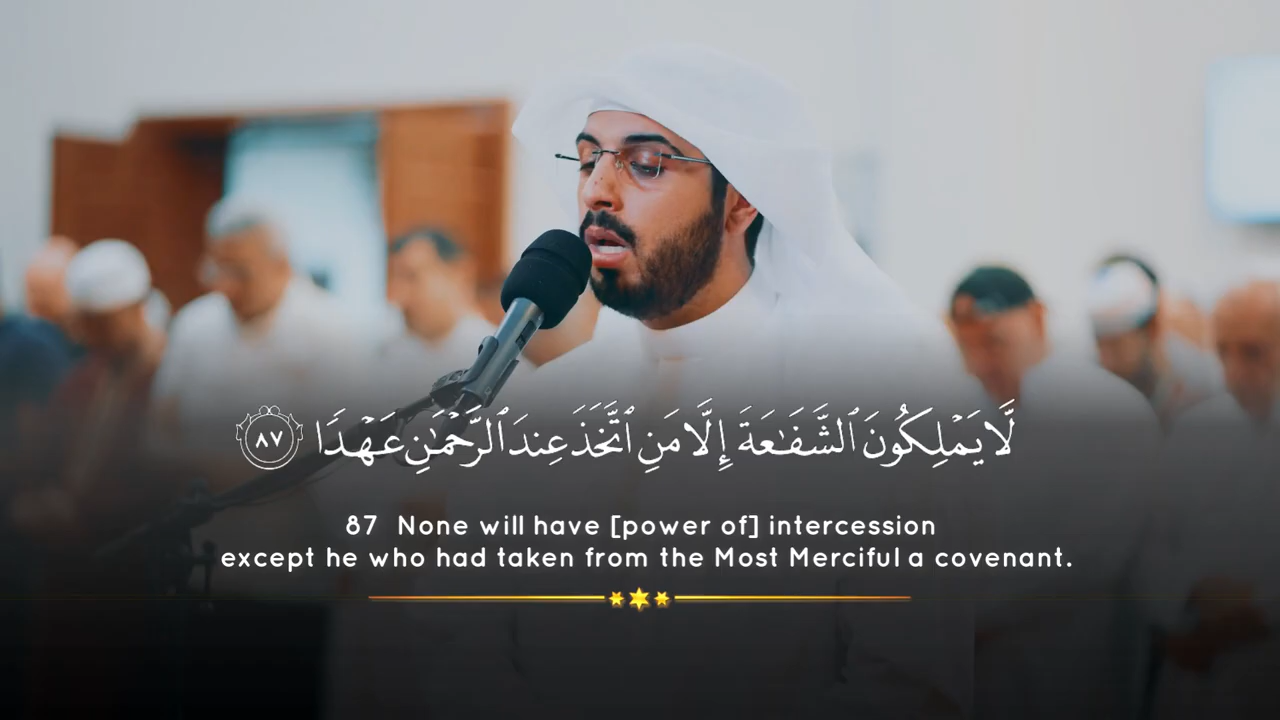 لَّا يَمْلِكُونَ ٱلشَّفَـٰعَةَ إِلَّا مَنِ ٱتَّخَذَ عِندَ ٱلرَّحْمَـٰنِ عَهْدًا ٨٧
87 None will have [power of] intercession
except he who had taken from the Most Merciful a covenant.